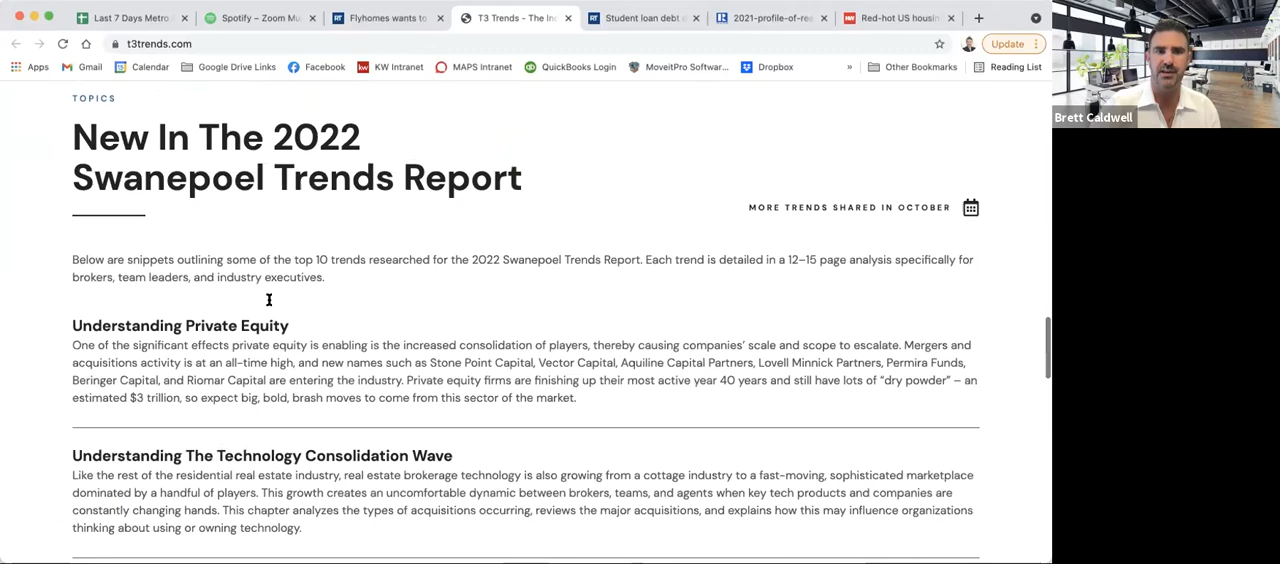 Last 7 Days Metro
Spotify – Zoom Mu
Flyhomes wants to
T3 Trends - The In
Student loan debt
2021-profile-of-re
Red-hot US housin
t3trends.com
Update
Apps
Gmail
Calendar
Google Drive Links
Facebook
KW Intranet
MAPS Intranet
QuickBooks Login
MoveitPro Softwar...
Dropbox
»
Other Bookmarks
Reading List
Brett Caldwell
TOPICS
New In The 2022
Swanepoel Trends Report
MORE TRENDS SHARED IN OCTOBER
Below are snippets outlining some of the top 10 trends researched for the 2022 Swanepoel Trends Report. Each trend is detailed in a 12–15 page analysis specifically for
brokers, team leaders, and industry executives.
Understanding Private Equity
One of the significant effects private equity is enabling is the increased consolidation of players, thereby causing companies’ scale and scope to escalate. Mergers and
acquisitions activity is at an all-time high, and new names such as Stone Point Capital, Vector Capital, Aquiline Capital Partners, Lovell Minnick Partners, Permira Funds,
Beringer Capital, and Riomar Capital are entering the industry. Private equity firms are finishing up their most active year 40 years and still have lots of “dry powder” – an
estimated $3 trillion, so expect big, bold, brash moves to come from this sector of the market.
Understanding The Technology Consolidation Wave
Like the rest of the residential real estate industry, real estate brokerage technology is also growing from a cottage industry to a fast-moving, sophisticated marketplace
dominated by a handful of players. This growth creates an uncomfortable dynamic between brokers, teams, and agents when key tech products and companies are
constantly changing hands. This chapter analyzes the types of acquisitions occurring, reviews the major acquisitions, and explains how this may influence organizations
thinking about using or owning technology.